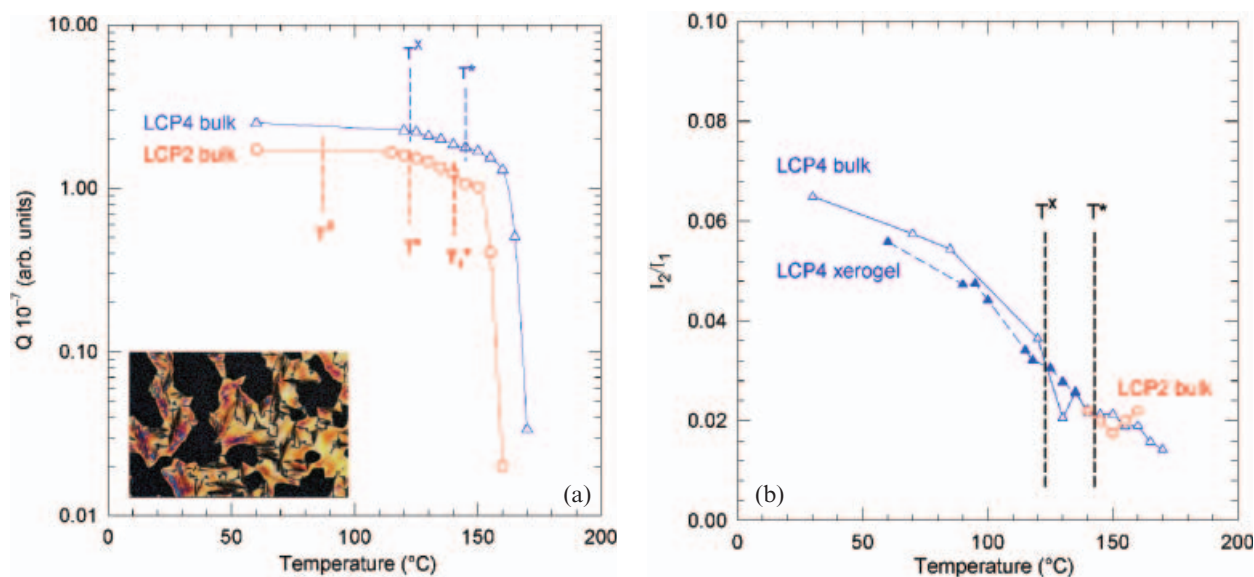 10.00
1.00
0.10
0.01
Q 10⁻⁷ (arb. units)
T^X
T*
LCP4 bulk
LCP2 bulk
(a)
0 50 100 150 200
Temperature (°C)
0.10
0.08
0.06
0.04
0.02
0.00
I₂/I₁
LCP4 bulk
T^X T*
LCP4 xerogel
LCP2 bulk
(b)
0 50 100 150 200
Temperature (°C)